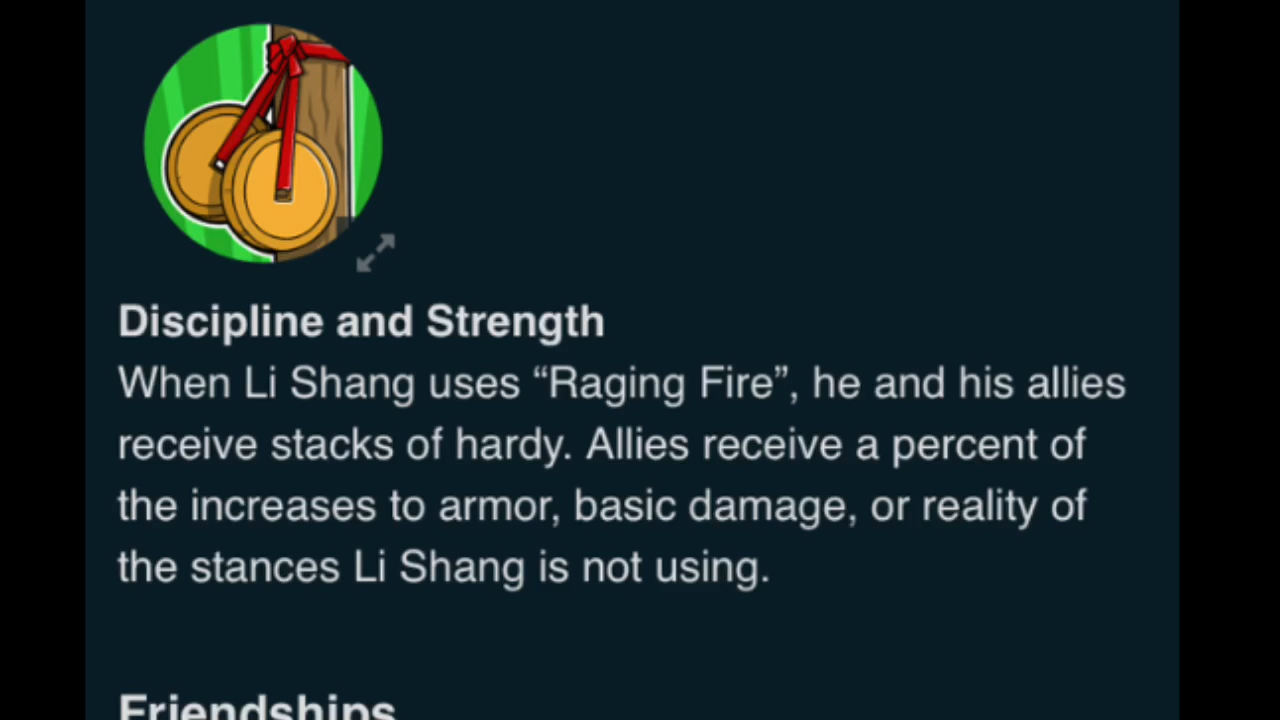 Discipline and Strength
When Li Shang uses “Raging Fire”, he and his allies
receive stacks of hardy. Allies receive a percent of
the increases to armor, basic damage, or reality of
the stances Li Shang is not using.
Friendships